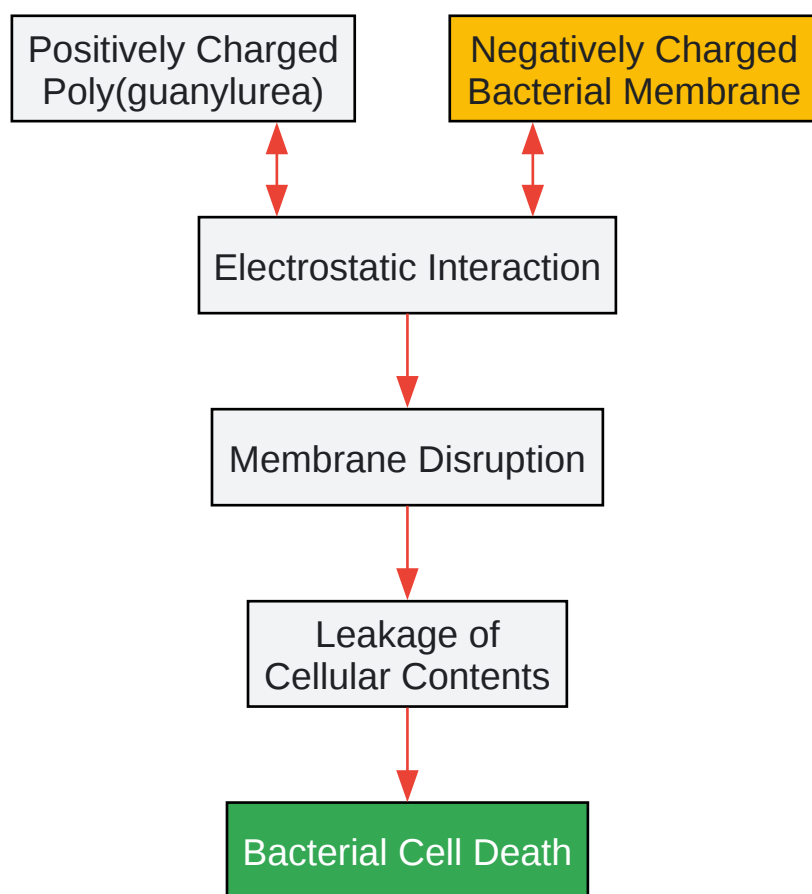 Positively Charged
Poly(guanylurea)
Negatively Charged
Bacterial Membrane
Electrostatic Interaction
Membrane Disruption
Leakage of
Cellular Contents
Bacterial Cell Death